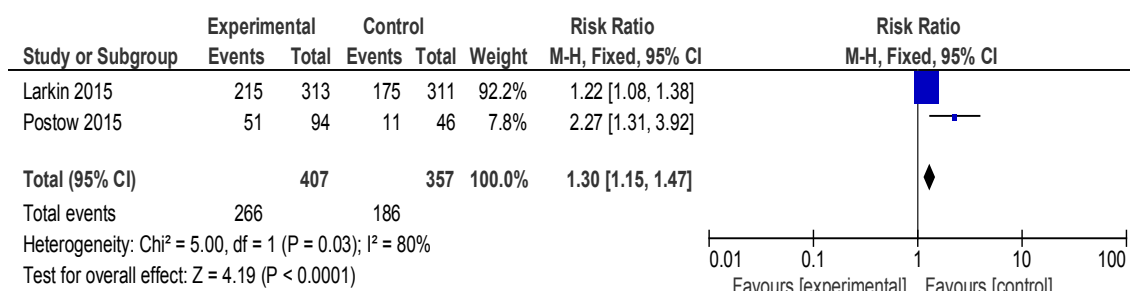 Experimental Control Risk Ratio Risk Ratio
Study or Subgroup Events Total Events Total Weight M-H, Fixed, 95% CI M-H, Fixed, 95% CI
Larkin 2015 215 313 175 311 92.2% 1.22 [1.08, 1.38]
Postow 2015 51 94 11 46 7.8% 2.27 [1.31, 3.92]
Total (95% CI) 407 357 100.0% 1.30 [1.15, 1.47]
Total events 266 186
Heterogeneity: Chi² = 5.00, df = 1 (P = 0.03); I² = 80%
Test for overall effect: Z = 4.19 (P < 0.0001)
0.01 0.1 1 10 100
Favours [experimental] Favours [control]